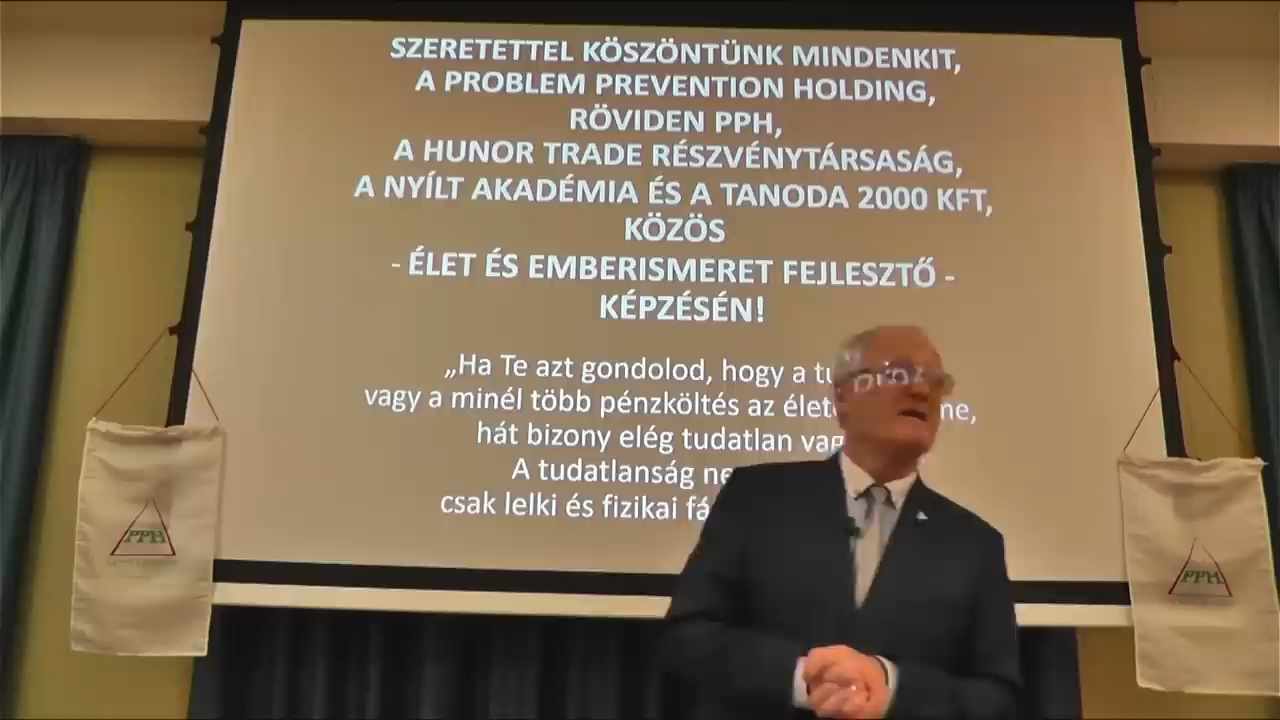 SZERETETTEL KÖSZÖNTÜNK MINDENKIT,
A PROBLEM PREVENTION HOLDING,
RÖVIDEN PPH,
A HUNOR TRADE RÉSZVÉNYTÁRSASÁG,
A NYÍLT AKADÉMIA ÉS A TANODA 2000 KFT,
KÖZÖS
- ÉLET ÉS EMBERISMERET FEJLESZTŐ -
KÉPZÉSÉN!
„Ha Te azt gondolod, hogy a
vagy a minél több pénzköltés az
hát bizony elég tudatlan
A tudatlanság
csak lelki és fizikai
PPH
PPH